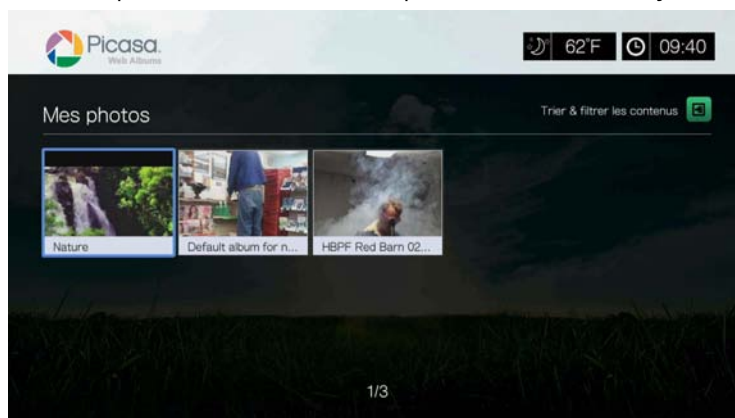 Picasa.
Web Albums
62°F
09:40
Mes photos
Trier & filtrer les contenus
Nature
Default album for n...
HBPF Red Barn 02...
1/3